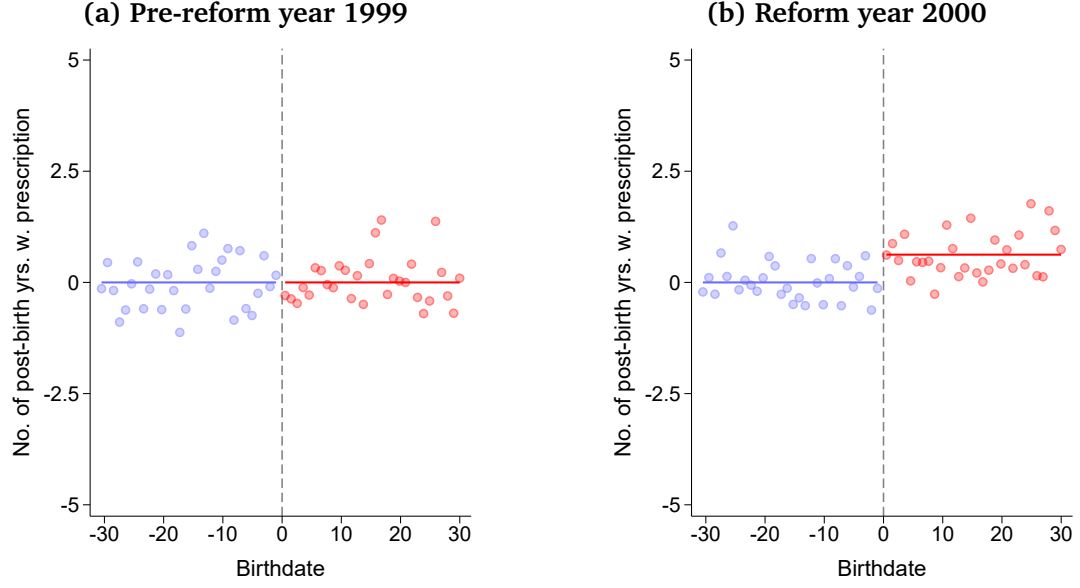 (a) Pre-reform year 1999
No. of post-birth yrs. w. prescription
5
2.5
0
-2.5
-5
-30 -20 -10 0 10 20 30
Birthdate
(b) Reform year 2000
No. of post-birth yrs. w. prescription
5
2.5
0
-2.5
-5
-30 -20 -10 0 10 20 30
Birthdate